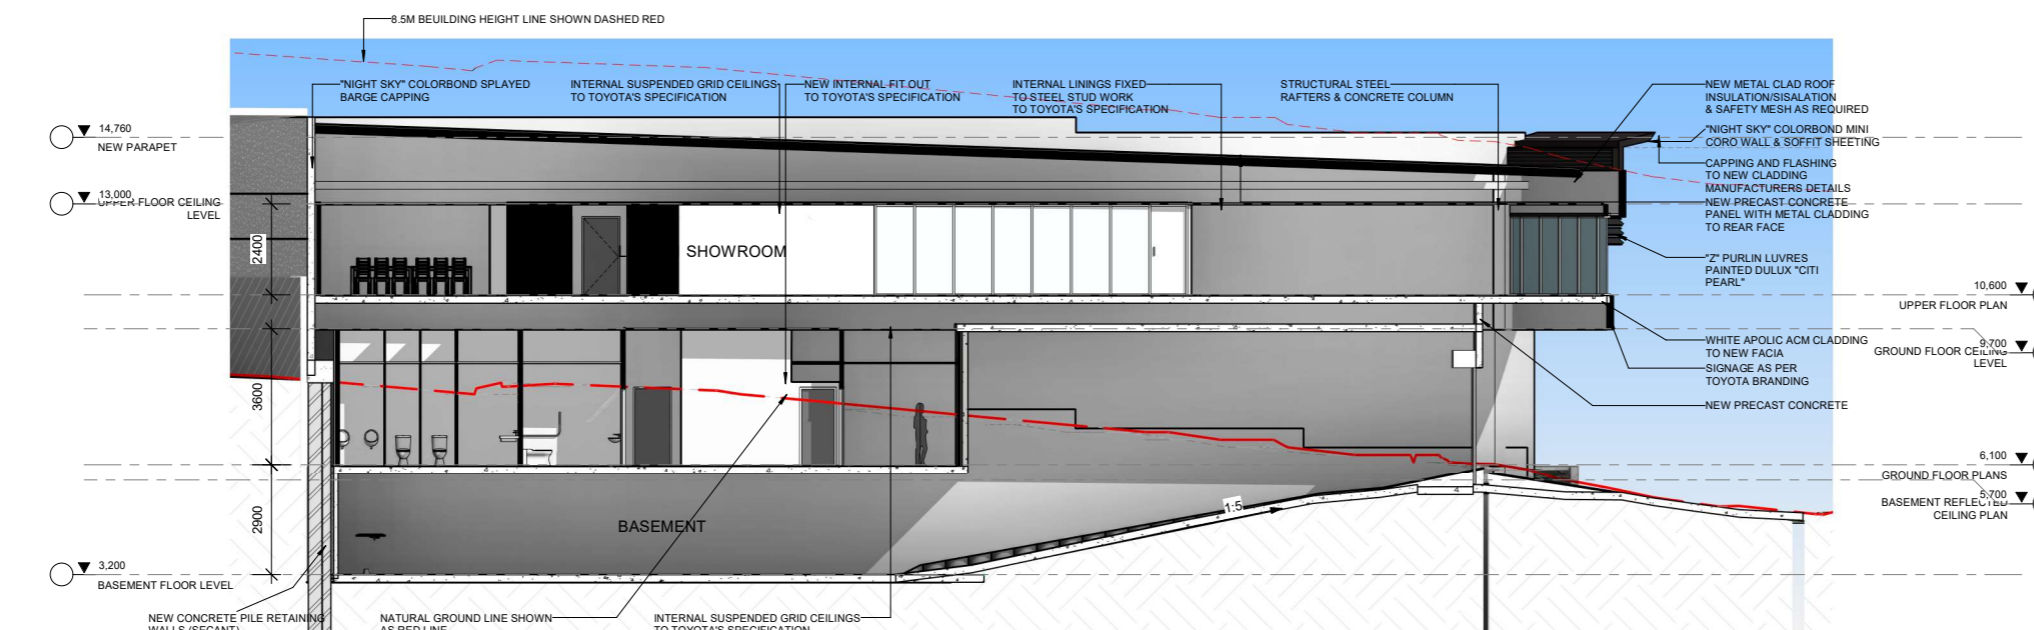 8.5M BEUILDING HEIGHT LINE SHOWN DASHED RED
"NIGHT SKY" COLORBOND SPLAYED
BARGE CAPPING
INTERNAL SUSPENDED GRID CEILINGS
TO TOYOTA'S SPECIFICATION
NEW INTERNAL FIT OUT
TO TOYOTA'S SPECIFICATION
INTERNAL LININGS FIXED
TO STEEL STUD WORK
TO TOYOTA'S SPECIFICATION
STRUCTURAL STEEL
RAFTERS & CONCRETE COLUMN
NEW METAL CLAD ROOF
INSULATION/SISALATION
& SAFETY MESH AS REQUIRED
"NIGHT SKY" COLORBOND MINI
CORO WALL & SOFFIT SHEETING
CAPPING AND FLASHING
TO NEW CLADDING
MANUFACTURERS DETAILS
NEW PRECAST CONCRETE
PANEL WITH METAL CLADDING
TO REAR FACE
"Z" PURLIN LUVRES
PAINTED DULUX "CITI
PEARL"
WHITE APOLIC ACM CLADDING
TO NEW FACIA
SIGNAGE AS PER
TOYOTA BRANDING
NEW PRECAST CONCRETE
14,760
NEW PARAPET
13,000
UPPER FLOOR CEILING
LEVEL
2400
3600
2900
3,200
BASEMENT FLOOR LEVEL
SHOWROOM
BASEMENT
1:5
10,600
UPPER FLOOR PLAN
9,700
GROUND FLOOR CEILING
LEVEL
6,100
GROUND FLOOR PLANS
5,700
BASEMENT REFLECTED
CEILING PLAN
NEW CONCRETE PILE RETAINING
WALLS (SECANT)
NATURAL GROUND LINE SHOWN
AS RED LINE
INTERNAL SUSPENDED GRID CEILINGS
TO TOYOTA'S SPECIFICATION